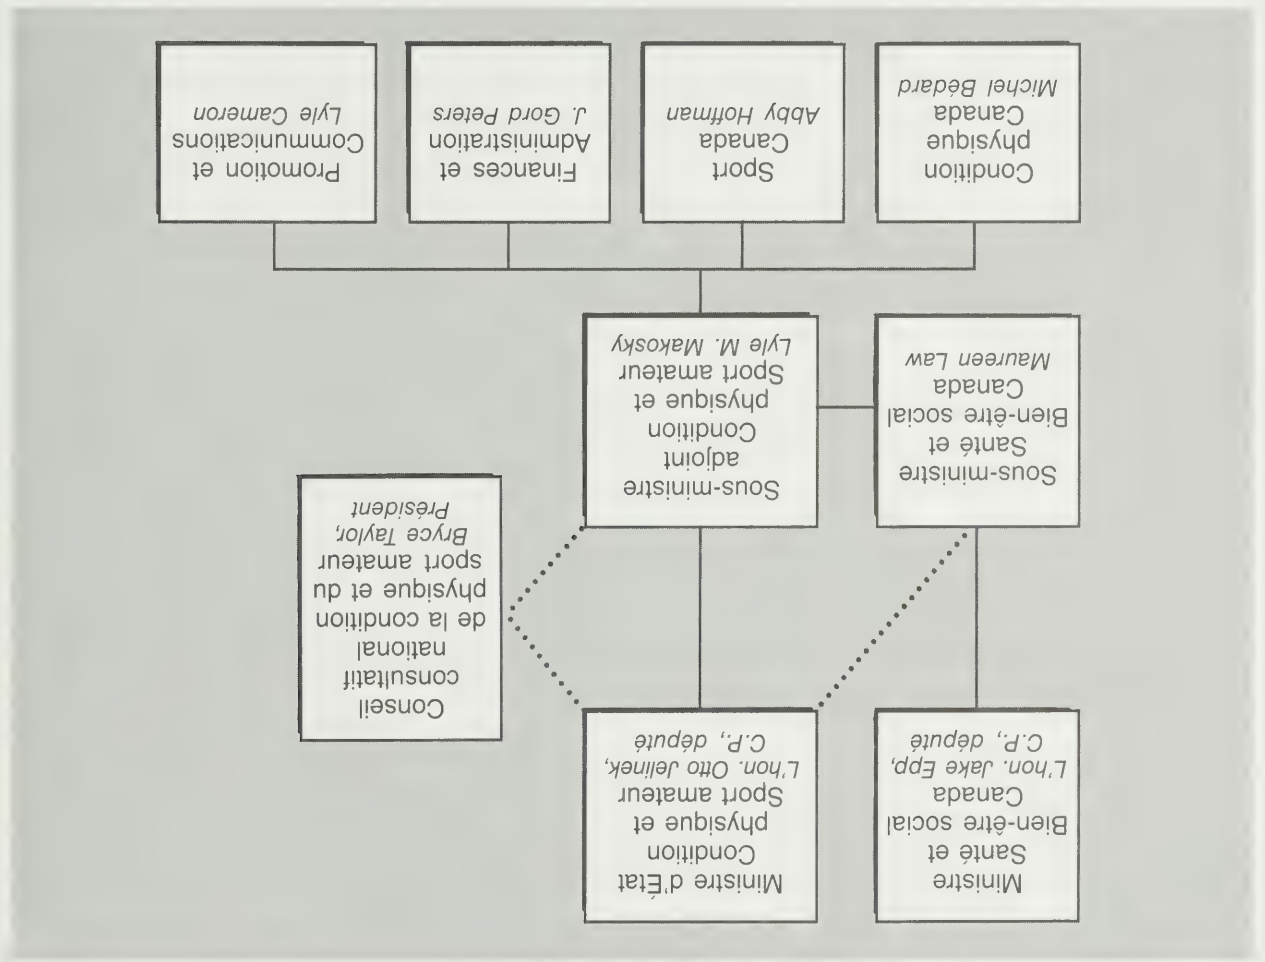 Ministre
Santé et
Bien-être social
Canada
L'hon. Jake Epp,
C.P., député
Ministre d'État
Condition
physique et
Sport amateur
L'hon. Otto Jelinek,
C.P., député
Conseil
consultatif
national
de la condition
physique et du
sport amateur
Bryce Taylor,
Président
Sous-ministre
Santé et
Bien-être social
Canada
Maureen Law
Sous-ministre
adjoint
Condition
physique et
Sport amateur
Lyle M. Makosky
Condition
physique
Canada
Michel Bédard
Sport
Canada
Abby Hoffman
Finances et
Administration
J. Gord Peters
Promotion et
Communications
Lyle Cameron